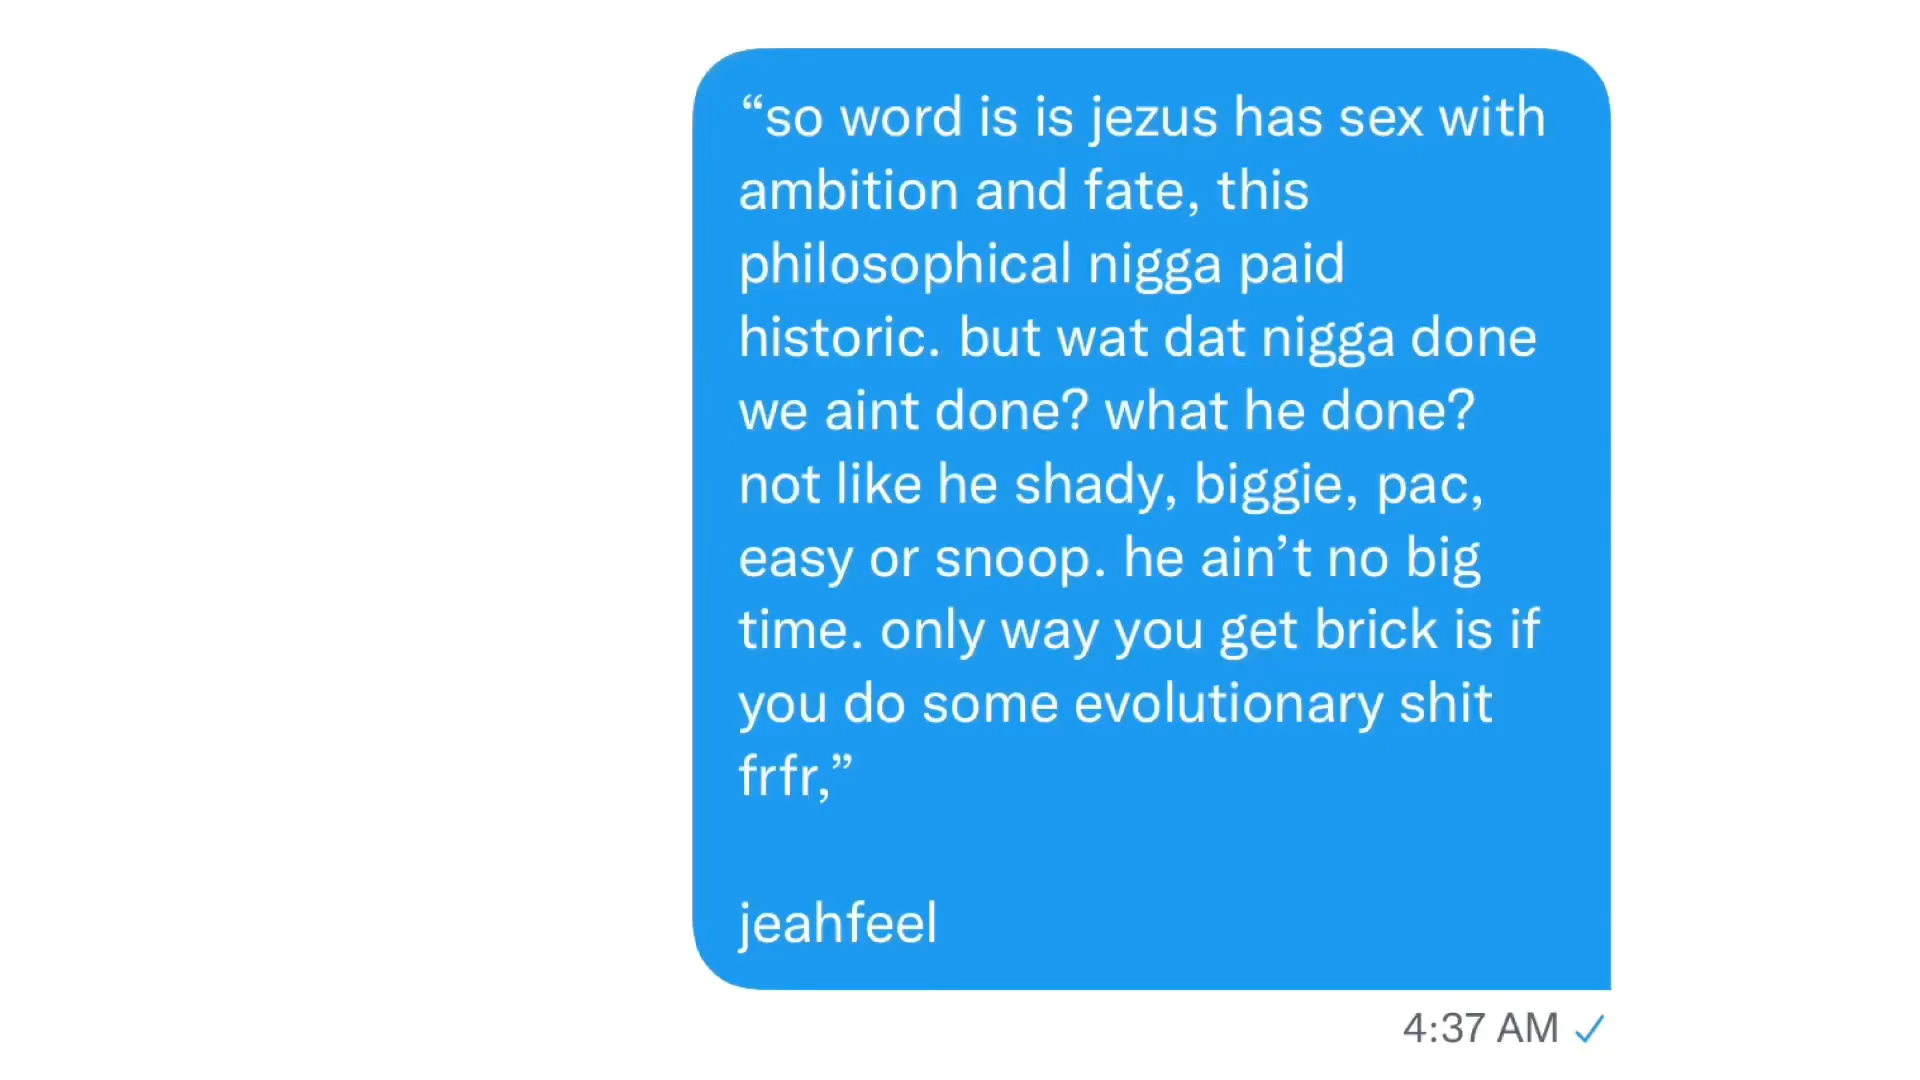 “so word is is jezus has sex with
ambition and fate, this
philosophical nigga paid
historic. but wat dat nigga done
we aint done? what he done?
not like he shady, biggie, pac,
easy or snoop. he ain’t no big
time. only way you get brick is if
you do some evolutionary shit
frfr,”
jeahfeel
4:37 AM ✓